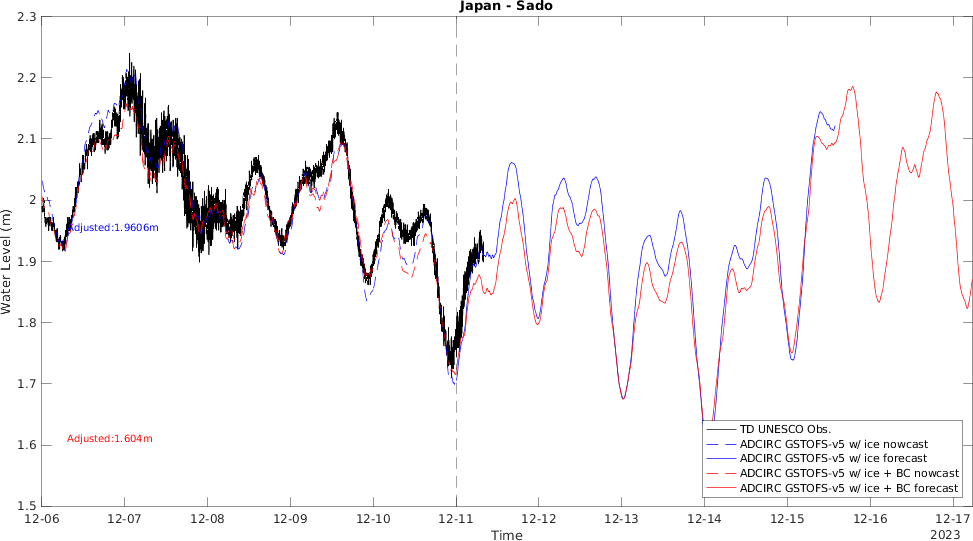 Japan - Sado
2.3
2.2
2.1
2
1.9
1.8
1.7
1.6
1.5
Water Level (m)
Adjusted:1.9606m
Adjusted:1.604m
TD UNESCO Obs.
ADCIRC GSTOFS-v5 w/ ice nowcast
ADCIRC GSTOFS-v5 w/ ice forecast
ADCIRC GSTOFS-v5 w/ ice + BC nowcast
ADCIRC GSTOFS-v5 w/ ice + BC forecast
12-06 12-07 12-08 12-09 12-10 12-11 12-12 12-13 12-14 12-15 12-16 12-17
Time
2023